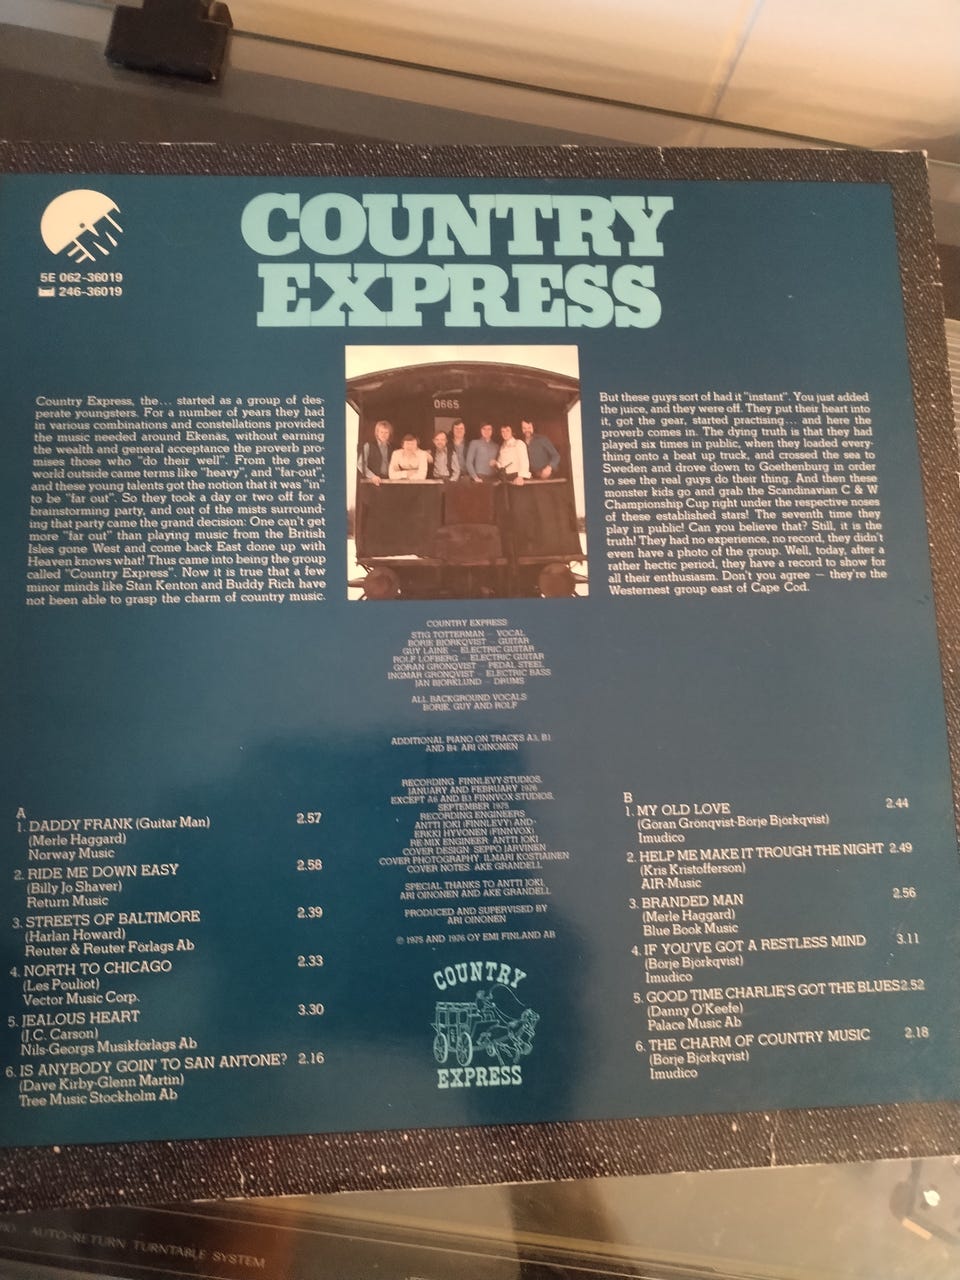 EMI
5E 062-36019
246-36019
COUNTRY
EXPRESS
0665
Country Express, the... started as a group of des-
perate youngsters. For a number of years they had
in various combinations and constellations provided
the music needed around Ekenäs, without earning
the wealth and general acceptance the proverb pro-
mises those who "do their well". From the great
world outside came terms like "heavy", and "far-out",
and these young talents got the notion that it was "in"
to be "far out". So they took a day or two off for a
brainstorming party, and out of the mists surround-
ing that party came the grand decision: One can't get
more "far out" than playing music from the British
Isles gone West and come back East done up with
Heaven knows what! Thus came into being the group
called "Country Express". Now it is true that a few
minor minds like Stan Kenton and Buddy Rich have
not been able to grasp the charm of country music.
But these guys sort of had it "instant". You just added
the juice, and they were off. They put their heart into
it, got the gear, started practising... and here the
proverb comes in. The dying truth is that they had
played six times in public, when they loaded every-
thing onto a beat up truck, and crossed the sea to
Sweden and drove down to Goethenburg in order
to see the real guys do their thing. And then these
monster kids go and grab the Scandinavian C & W
Championship Cup right under the respective noses
of these established stars! The seventh time they
play in public! Can you believe that? Still, it is the
truth! They had no experience, no record, they didn't
even have a photo of the group. Well, today, after a
rather hectic period, they have a record to show for
all their enthusiasm. Don't you agree — they're the
Westernest group east of Cape Cod.
COUNTRY EXPRESS
STIG TÖTTERMAN – VOCAL
BÖRJE BJÖRKQVIST – GUITAR
GUY LAINE – ELECTRIC GUITAR
ROLF LÖFBERG – ELECTRIC GUITAR
GÖRAN GRÖNQVIST – PEDAL STEEL
INGMAR GRÖNQVIST – ELECTRIC BASS
JAN BJÖRKLUND – DRUMS
ALL BACKGROUND VOCALS
BÖRJE, GUY AND ROLF
ADDITIONAL PIANO ON TRACKS A3, B1
AND B4: ARI OINONEN
RECORDING: FINNLEVY STUDIOS,
JANUARY AND FEBRUARY 1976
EXCEPT A6 AND B3 FINNVOX STUDIOS,
SEPTEMBER 1975
RECORDING ENGINEERS
ANTTI JOKI (FINNLEVY) AND
ERKKI HYVÖNEN (FINNVOX)
RE-MIX ENGINEER: ANTTI JOKI
COVER DESIGN: SEPPO JÄRVINEN
COVER PHOTOGRAPHY: ILMARI KOSTIAINEN
COVER NOTES: ÅKE GRANDELL
SPECIAL THANKS TO ANTTI JOKI,
ARI OINONEN AND ÅKE GRANDELL
PRODUCED AND SUPERVISED BY
ARI OINONEN
℗ 1975 AND 1976 OY EMI FINLAND AB
COUNTRY
EXPRESS
A
1. DADDY FRANK (Guitar Man) 2.57
(Merle Haggard)
Norway Music
2. RIDE ME DOWN EASY 2.58
(Billy Jo Shaver)
Return Music
3. STREETS OF BALTIMORE 2.39
(Harlan Howard)
Reuter & Reuter Förlags Ab
4. NORTH TO CHICAGO 2.33
(Les Pouliot)
Vector Music Corp.
5. JEALOUS HEART 3.30
(J.C. Carson)
Nils-Georgs Musikförlags Ab
6. IS ANYBODY GOIN' TO SAN ANTONE? 2.16
(Dave Kirby-Glenn Martin)
Tree Music Stockholm Ab
B
1. MY OLD LOVE 2.44
(Göran Grönqvist-Börje Björkqvist)
Imudico
2. HELP ME MAKE IT TROUGH THE NIGHT 2.49
(Kris Kristofferson)
AIR-Music
3. BRANDED MAN 2.56
(Merle Haggard)
Blue Book Music
4. IF YOU'VE GOT A RESTLESS MIND 3.11
(Börje Björkqvist)
Imudico
5. GOOD TIME CHARLIE'S GOT THE BLUES 2.52
(Danny O'Keefe)
Palace Music Ab
6. THE CHARM OF COUNTRY MUSIC 2.18
(Börje Björkqvist)
Imudico
AUTO-RETURN TURNTABLE SYSTEM